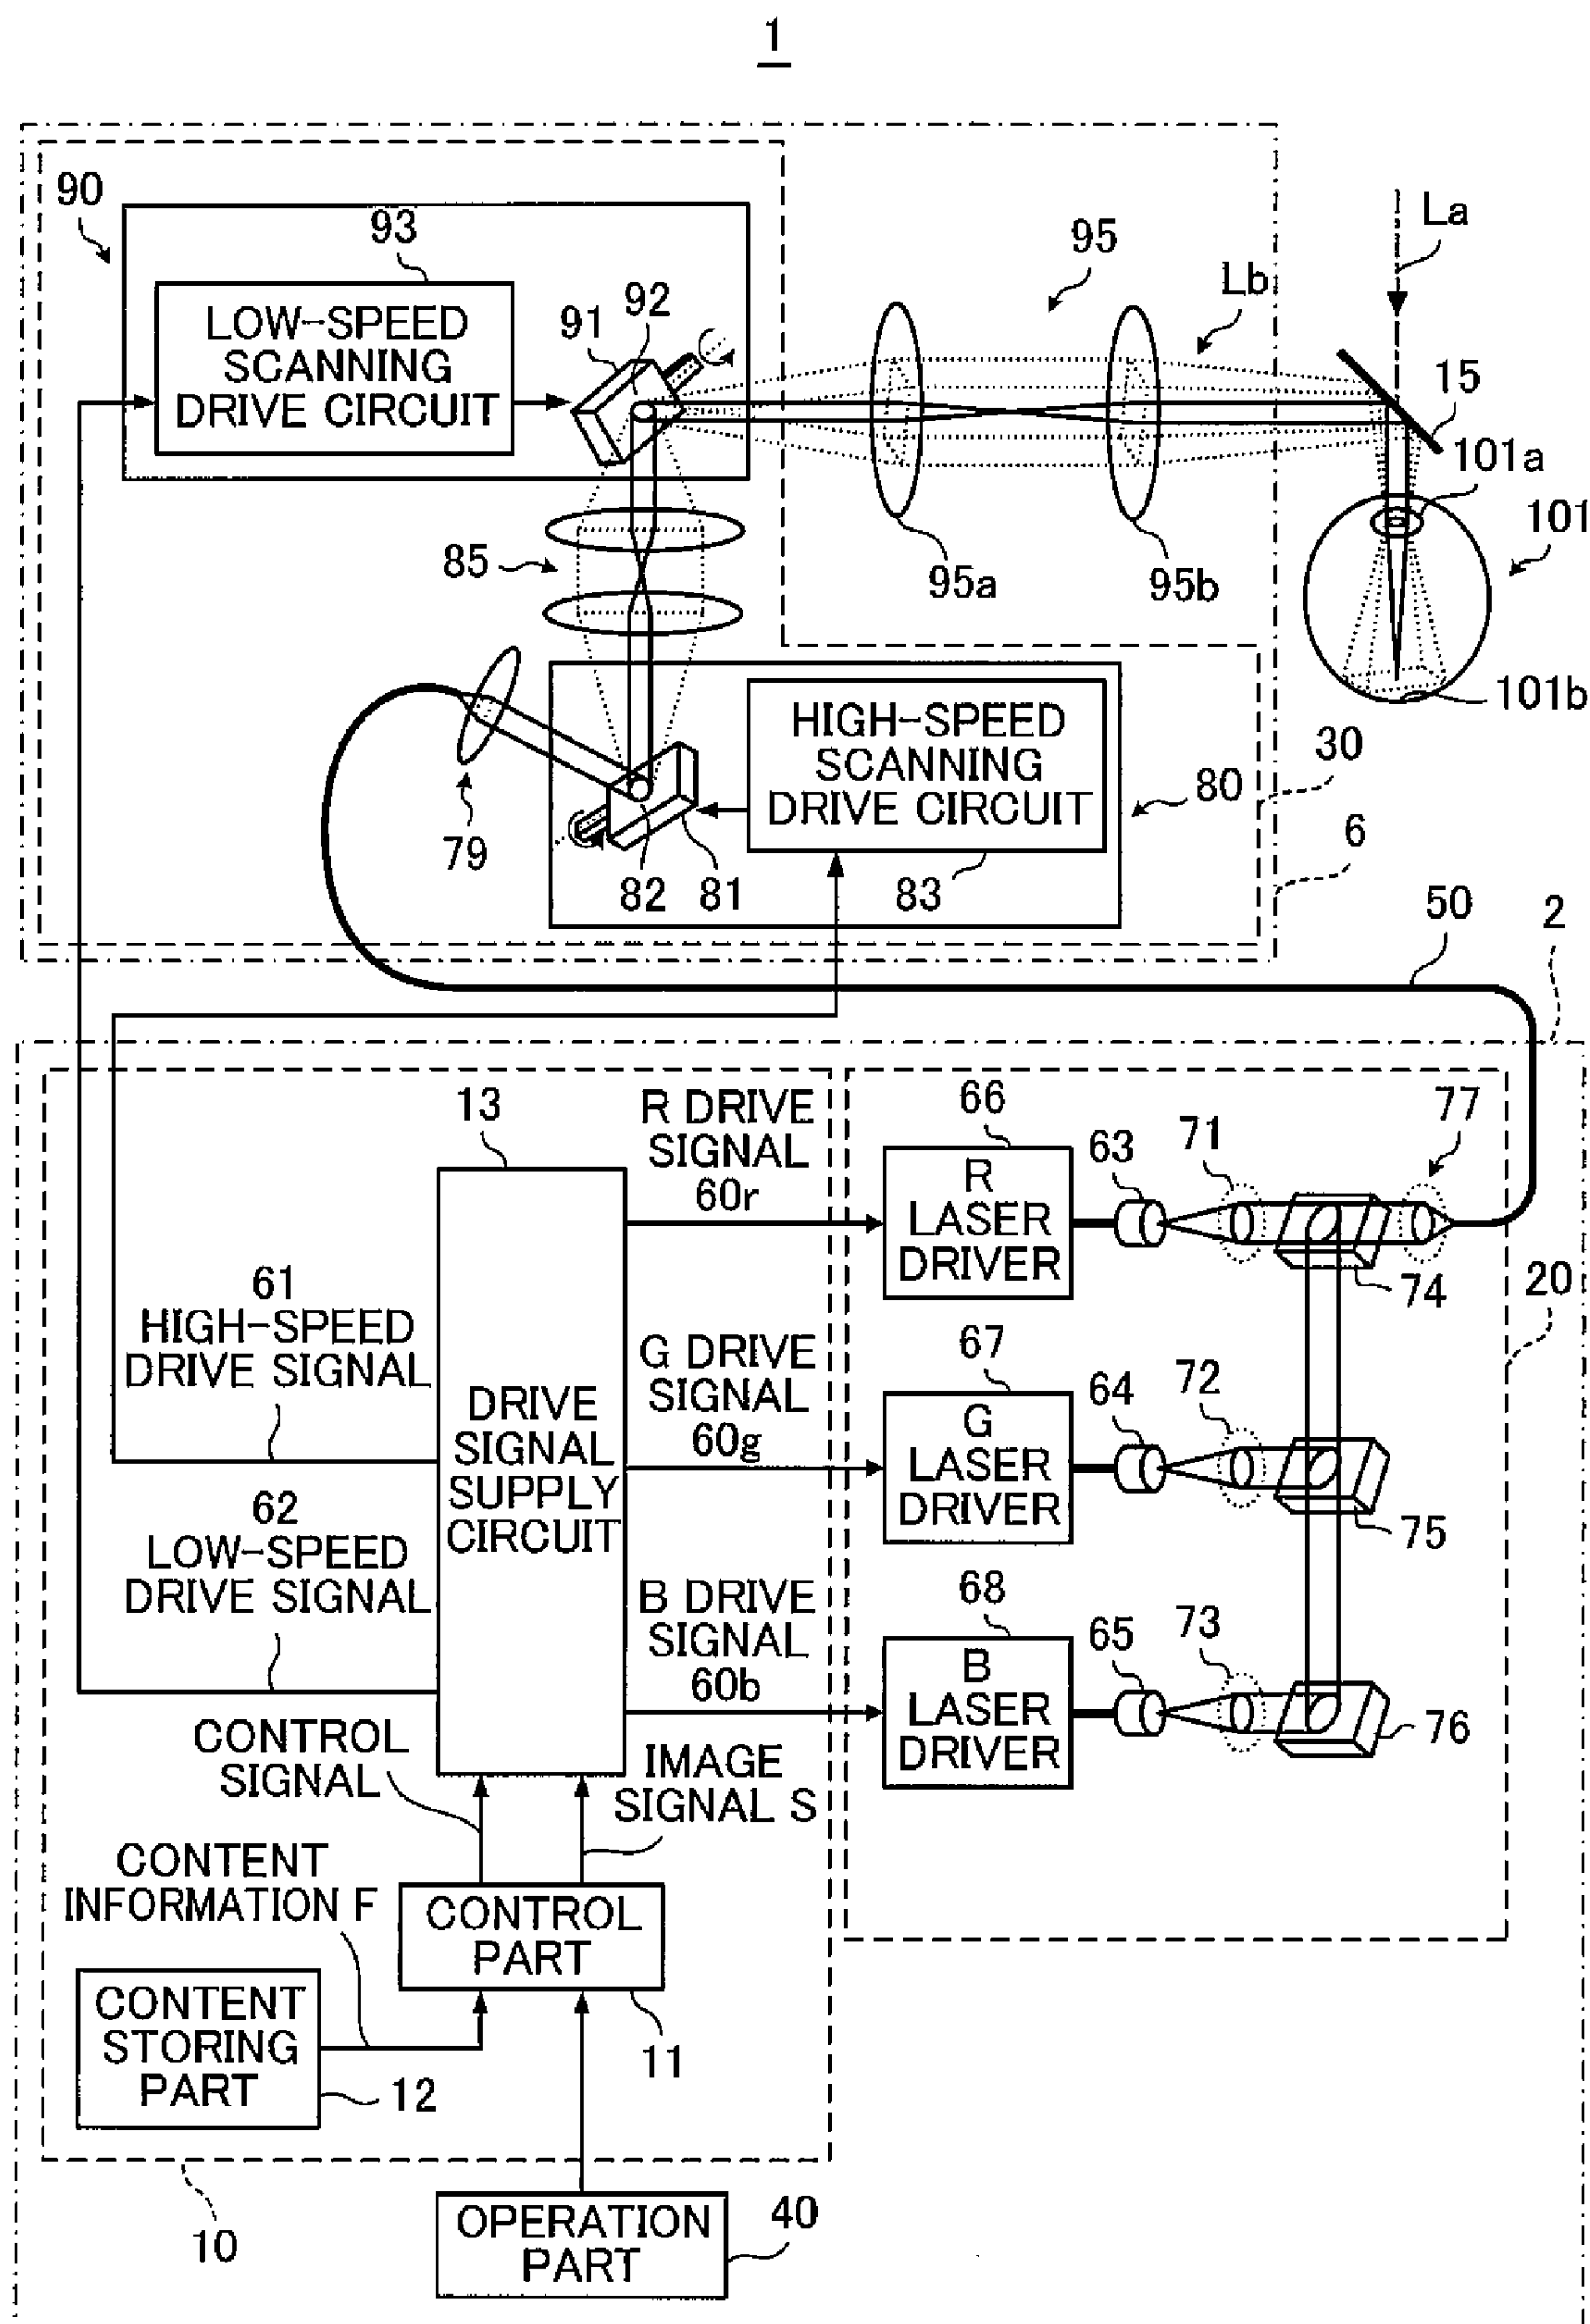 1
90
93
LOW-SPEED
SCANNING
DRIVE CIRCUIT
91
92
95
Lb
La
15
101a
101
101b
95a
95b
85
79
82
81
HIGH-SPEED
SCANNING
DRIVE CIRCUIT
83
80
30
6
50
2
13
R DRIVE
SIGNAL
60r
66
R
LASER
DRIVER
63
71
77
74
20
61
HIGH-SPEED
DRIVE SIGNAL
DRIVE
SIGNAL
SUPPLY
CIRCUIT
G DRIVE
SIGNAL
60g
67
G
LASER
DRIVER
64
72
75
62
LOW-SPEED
DRIVE SIGNAL
B DRIVE
SIGNAL
60b
68
B
LASER
DRIVER
65
73
76
CONTROL
SIGNAL
IMAGE
SIGNAL S
CONTENT
INFORMATION F
CONTROL
PART
11
CONTENT
STORING
PART
12
10
OPERATION
PART
40